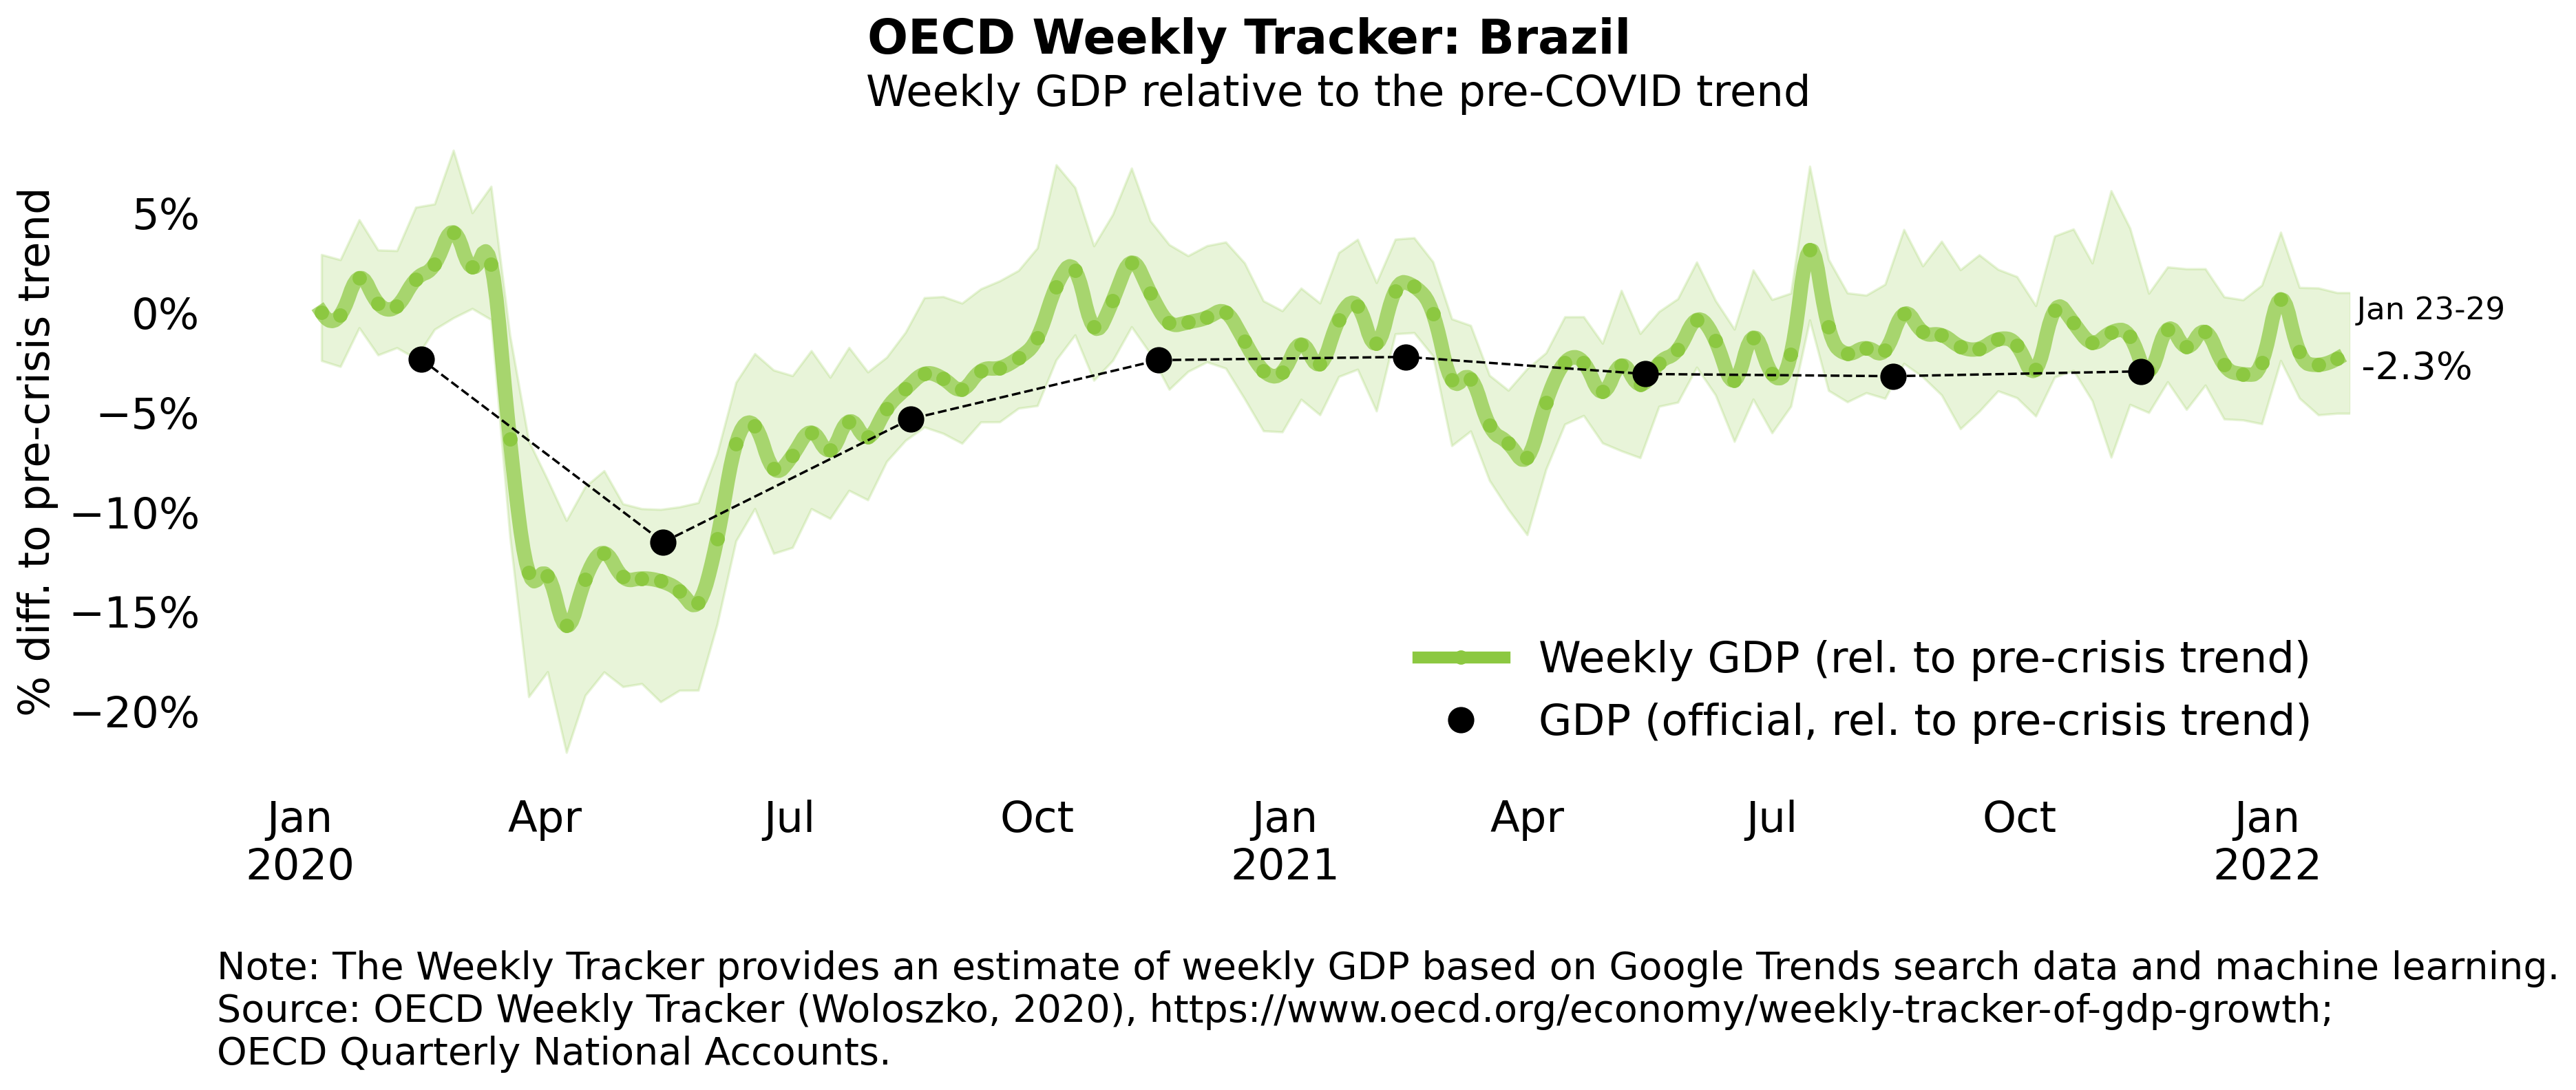 OECD Weekly Tracker: Brazil
Weekly GDP relative to the pre-COVID trend
% diff. to pre-crisis trend
5%
0%
−5%
−10%
−15%
−20%
Jan 23-29
-2.3%
Weekly GDP (rel. to pre-crisis trend)
GDP (official, rel. to pre-crisis trend)
Jan Apr Jul Oct Jan Apr Jul Oct Jan
2020 2021 2022
Note: The Weekly Tracker provides an estimate of weekly GDP based on Google Trends search data and machine learning.
Source: OECD Weekly Tracker (Woloszko, 2020), https://www.oecd.org/economy/weekly-tracker-of-gdp-growth;
OECD Quarterly National Accounts.